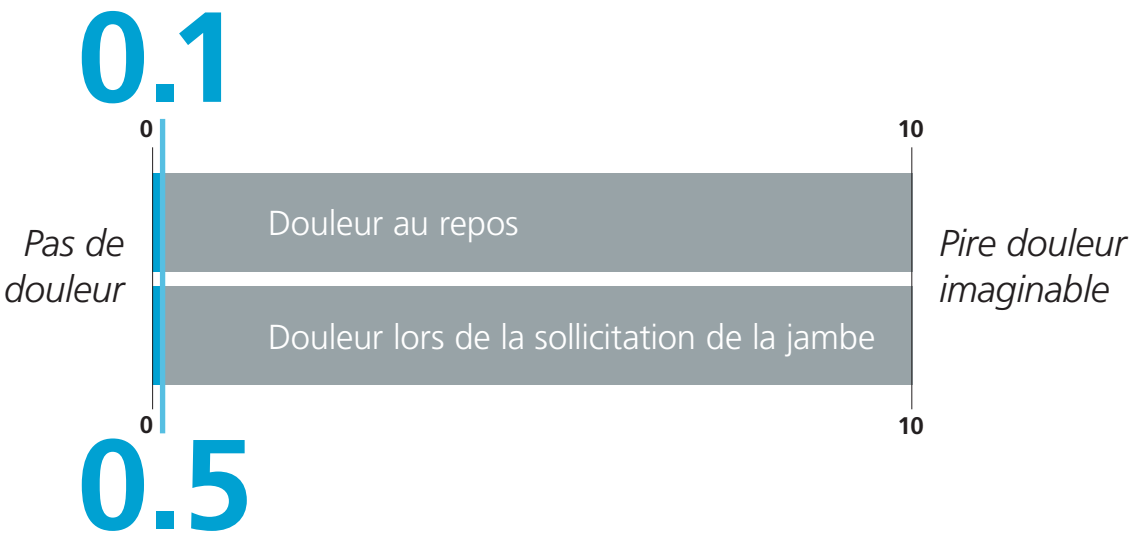 0.1
0
10
Douleur au repos
Pas de
douleur
Pire douleur
imaginable
Douleur lors de la sollicitation de la jambe
0
10
0.5